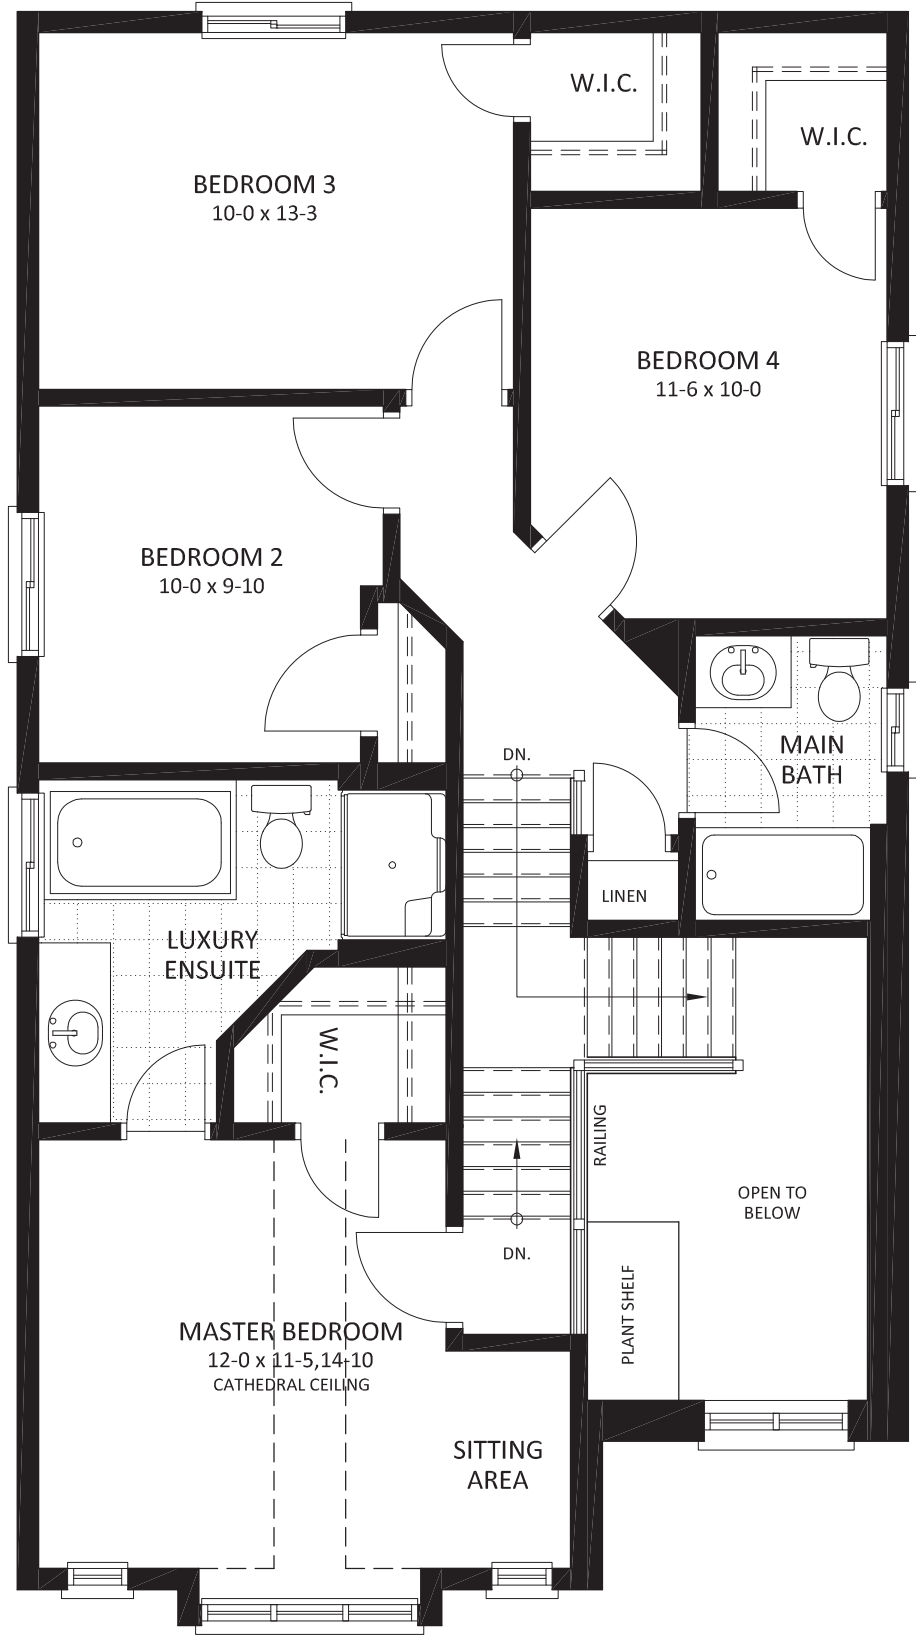 W.I.C.
W.I.C.
BEDROOM 3
10-0 x 13-3
BEDROOM 4
11-6 x 10-0
BEDROOM 2
10-0 x 9-10
DN.
MAIN
BATH
LINEN
LUXURY
ENSUITE
W.I.C.
RAILING
OPEN TO
BELOW
DN.
PLANT SHELF
MASTER BEDROOM
12-0 x 11-5,14-10
CATHEDRAL CEILING
SITTING
AREA